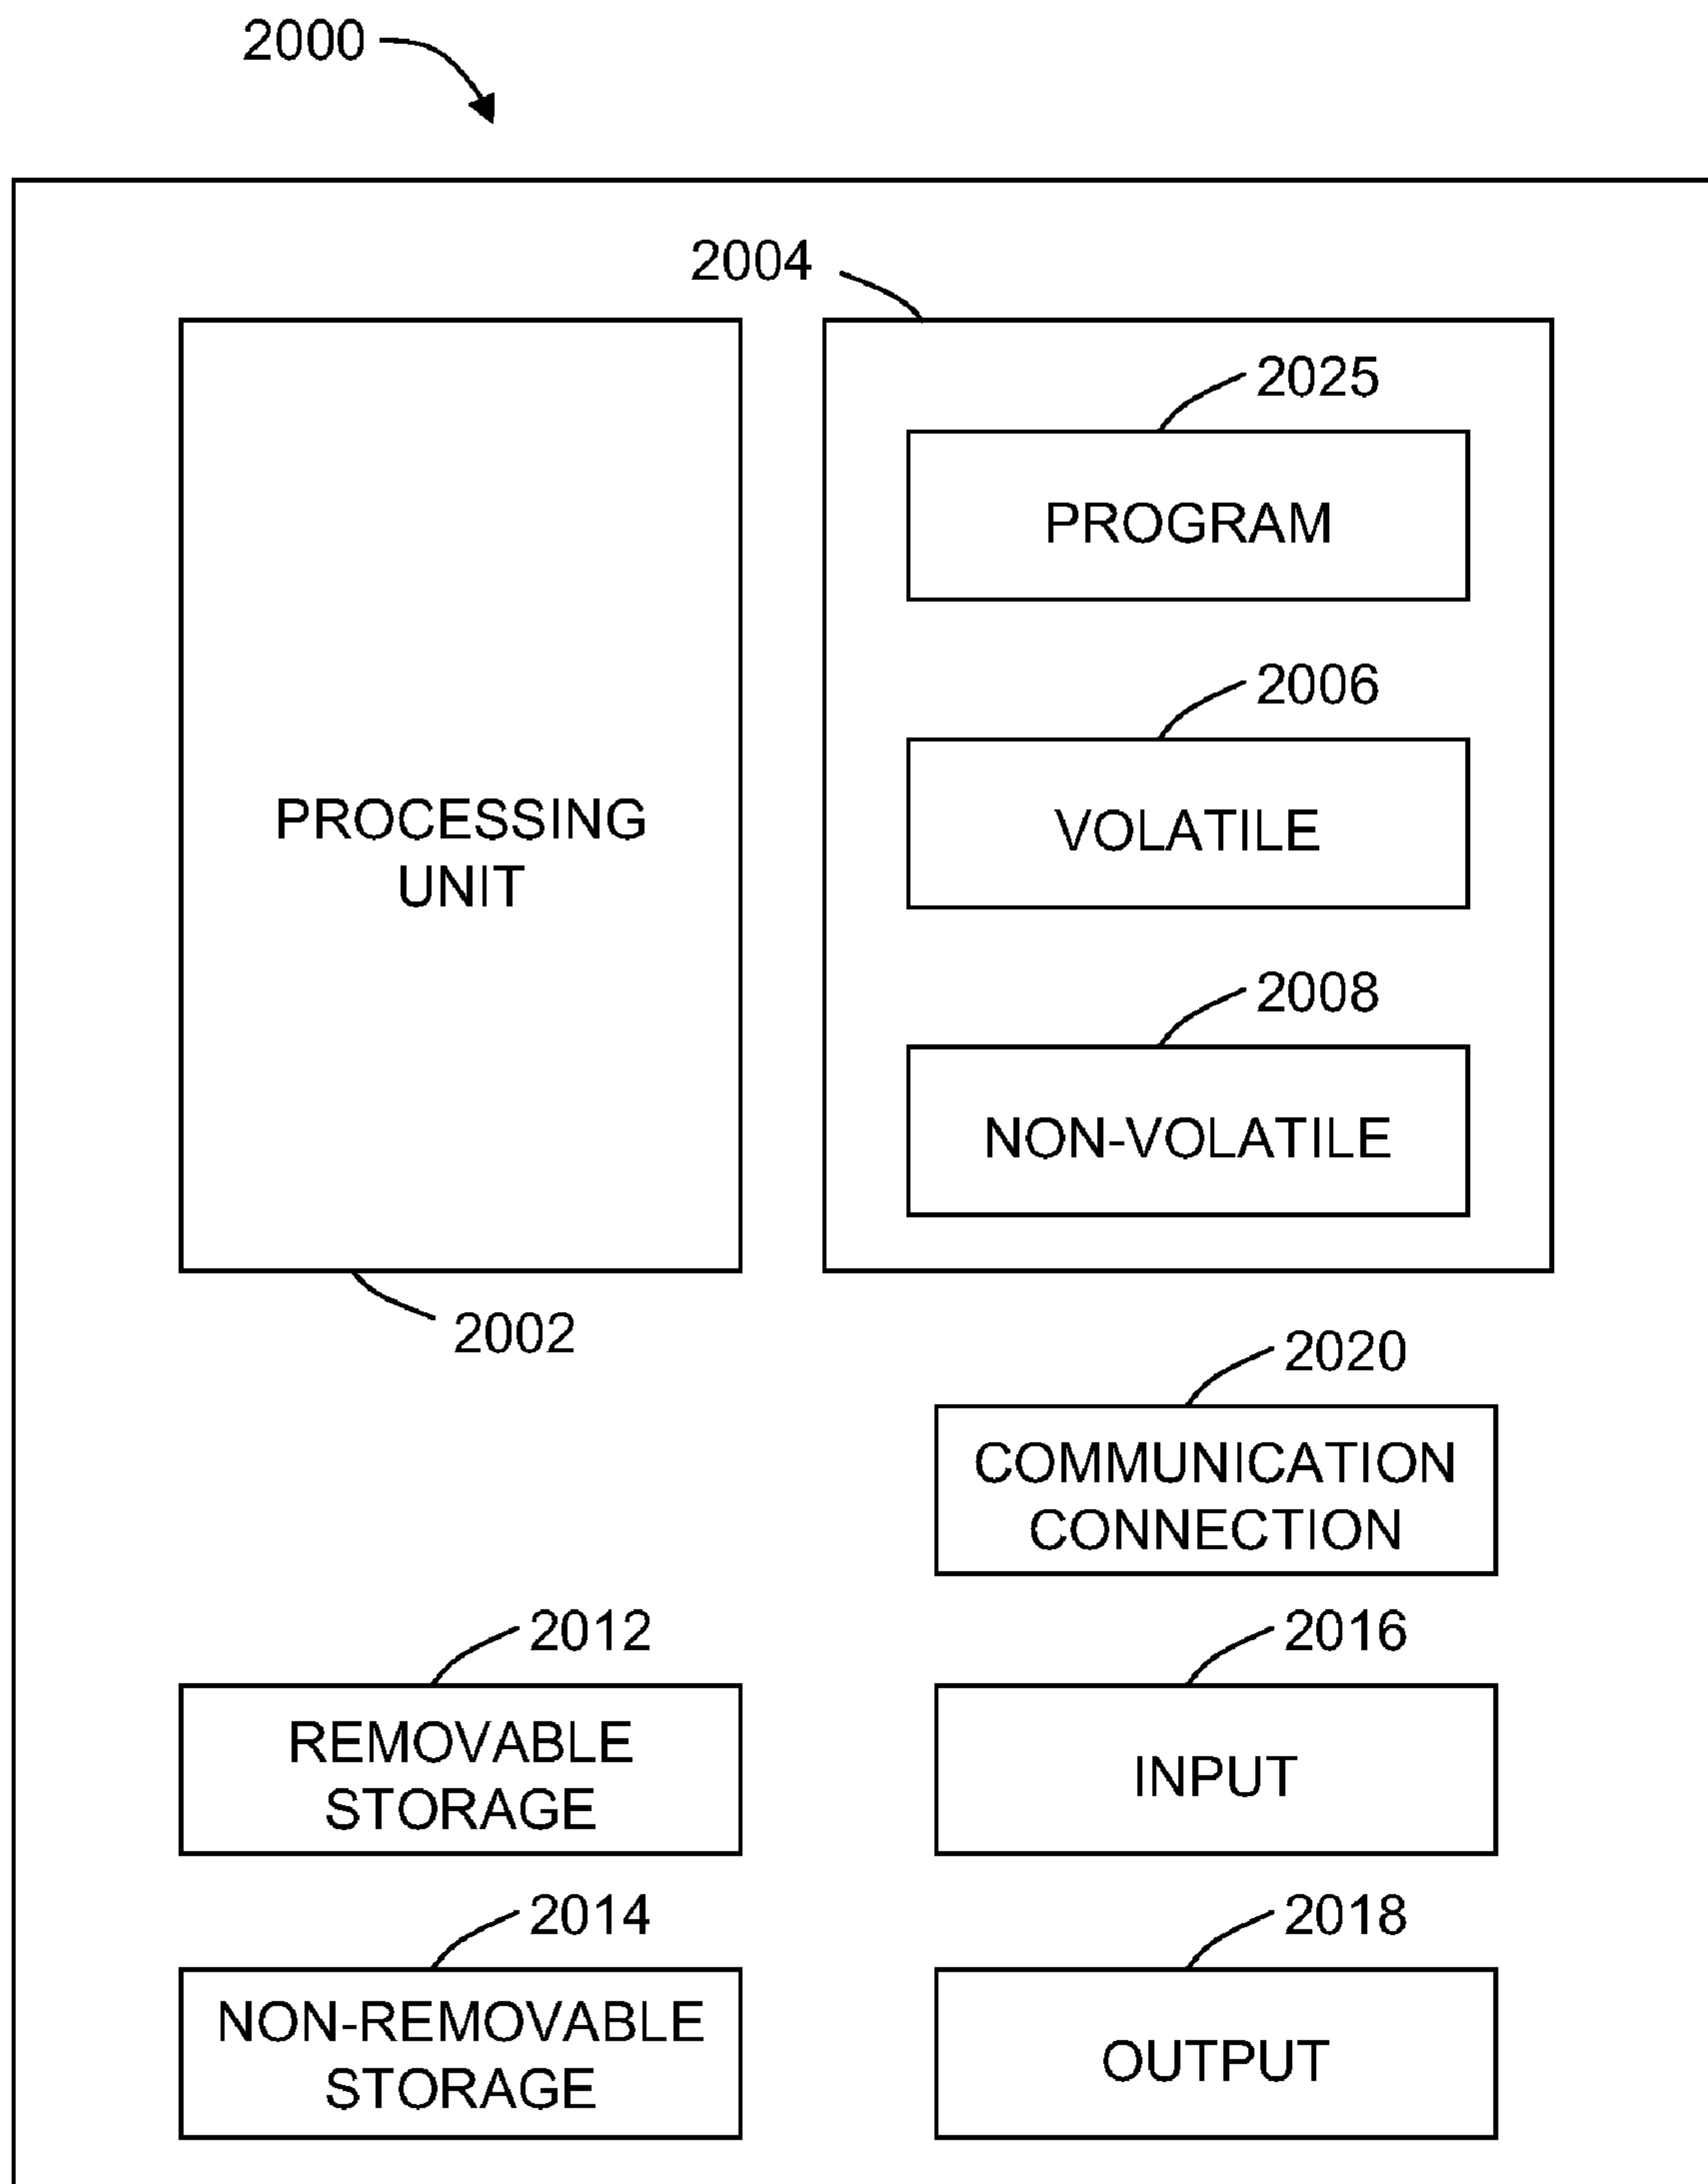 2000
2004
2025
PROGRAM
2006
VOLATILE
PROCESSING
UNIT
2008
NON-VOLATILE
2002
2020
COMMUNICATION
CONNECTION
2012
REMOVABLE
STORAGE
2016
INPUT
2014
NON-REMOVABLE
STORAGE
2018
OUTPUT